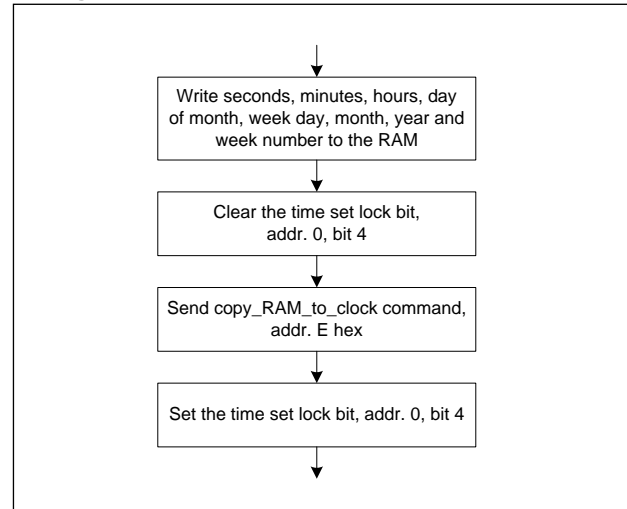 Write seconds, minutes, hours, day
of month, week day, month, year and
week number to the RAM
Clear the time set lock bit,
addr. 0, bit 4
Send copy_RAM_to_clock command,
addr. E hex
Set the time set lock bit, addr. 0, bit 4